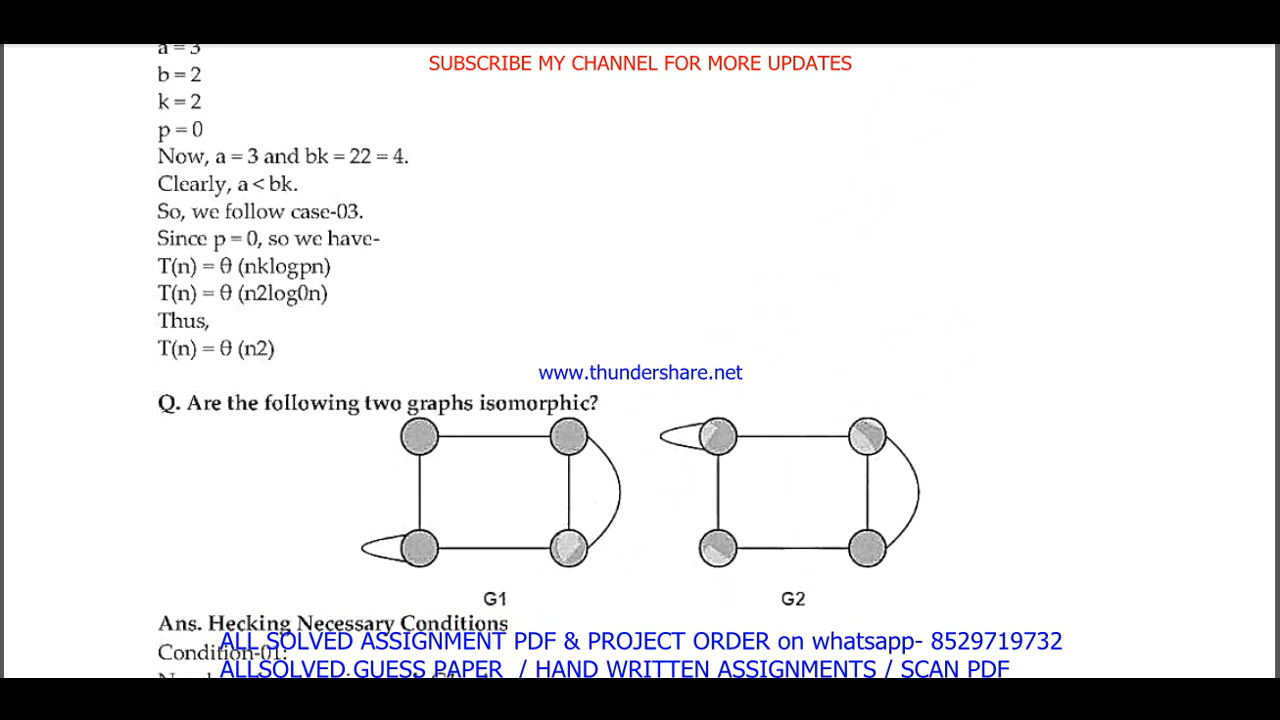 a = 3
SUBSCRIBE MY CHANNEL FOR MORE UPDATES
b = 2
k = 2
p = 0
Now, a = 3 and bk = 22 = 4.
Clearly, a < bk.
So, we follow case-03.
Since p = 0, so we have-
T(n) = θ (nklogpn)
T(n) = θ (n2log0n)
Thus,
T(n) = θ (n2)
www.thundershare.net
Q. Are the following two graphs isomorphic?
G1
G2
Ans. Hecking Necessary Conditions
ALL SOLVED ASSIGNMENT PDF & PROJECT ORDER on whatsapp- 8529719732
Condition-01:
ALLSOLVED GUESS PAPER / HAND WRITTEN ASSIGNMENTS / SCAN PDF